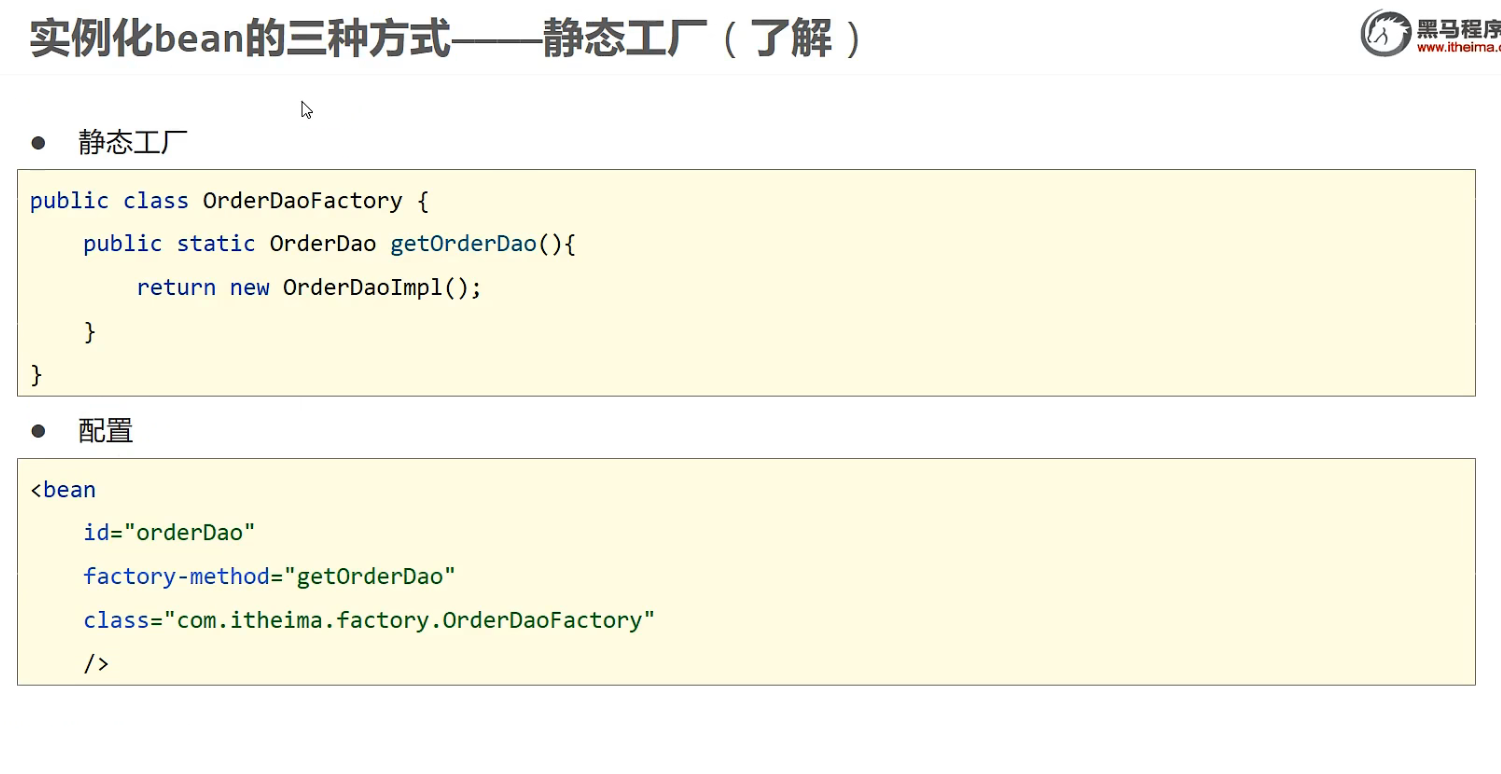 实例化bean的三种方式——静态工厂（了解）
黑马程序
www.itheima.c
● 静态工厂
public class OrderDaoFactory {
    public static OrderDao getOrderDao(){
        return new OrderDaoImpl();
    }
}
● 配置
<bean
    id="orderDao"
    factory-method="getOrderDao"
    class="com.itheima.factory.OrderDaoFactory"
    />